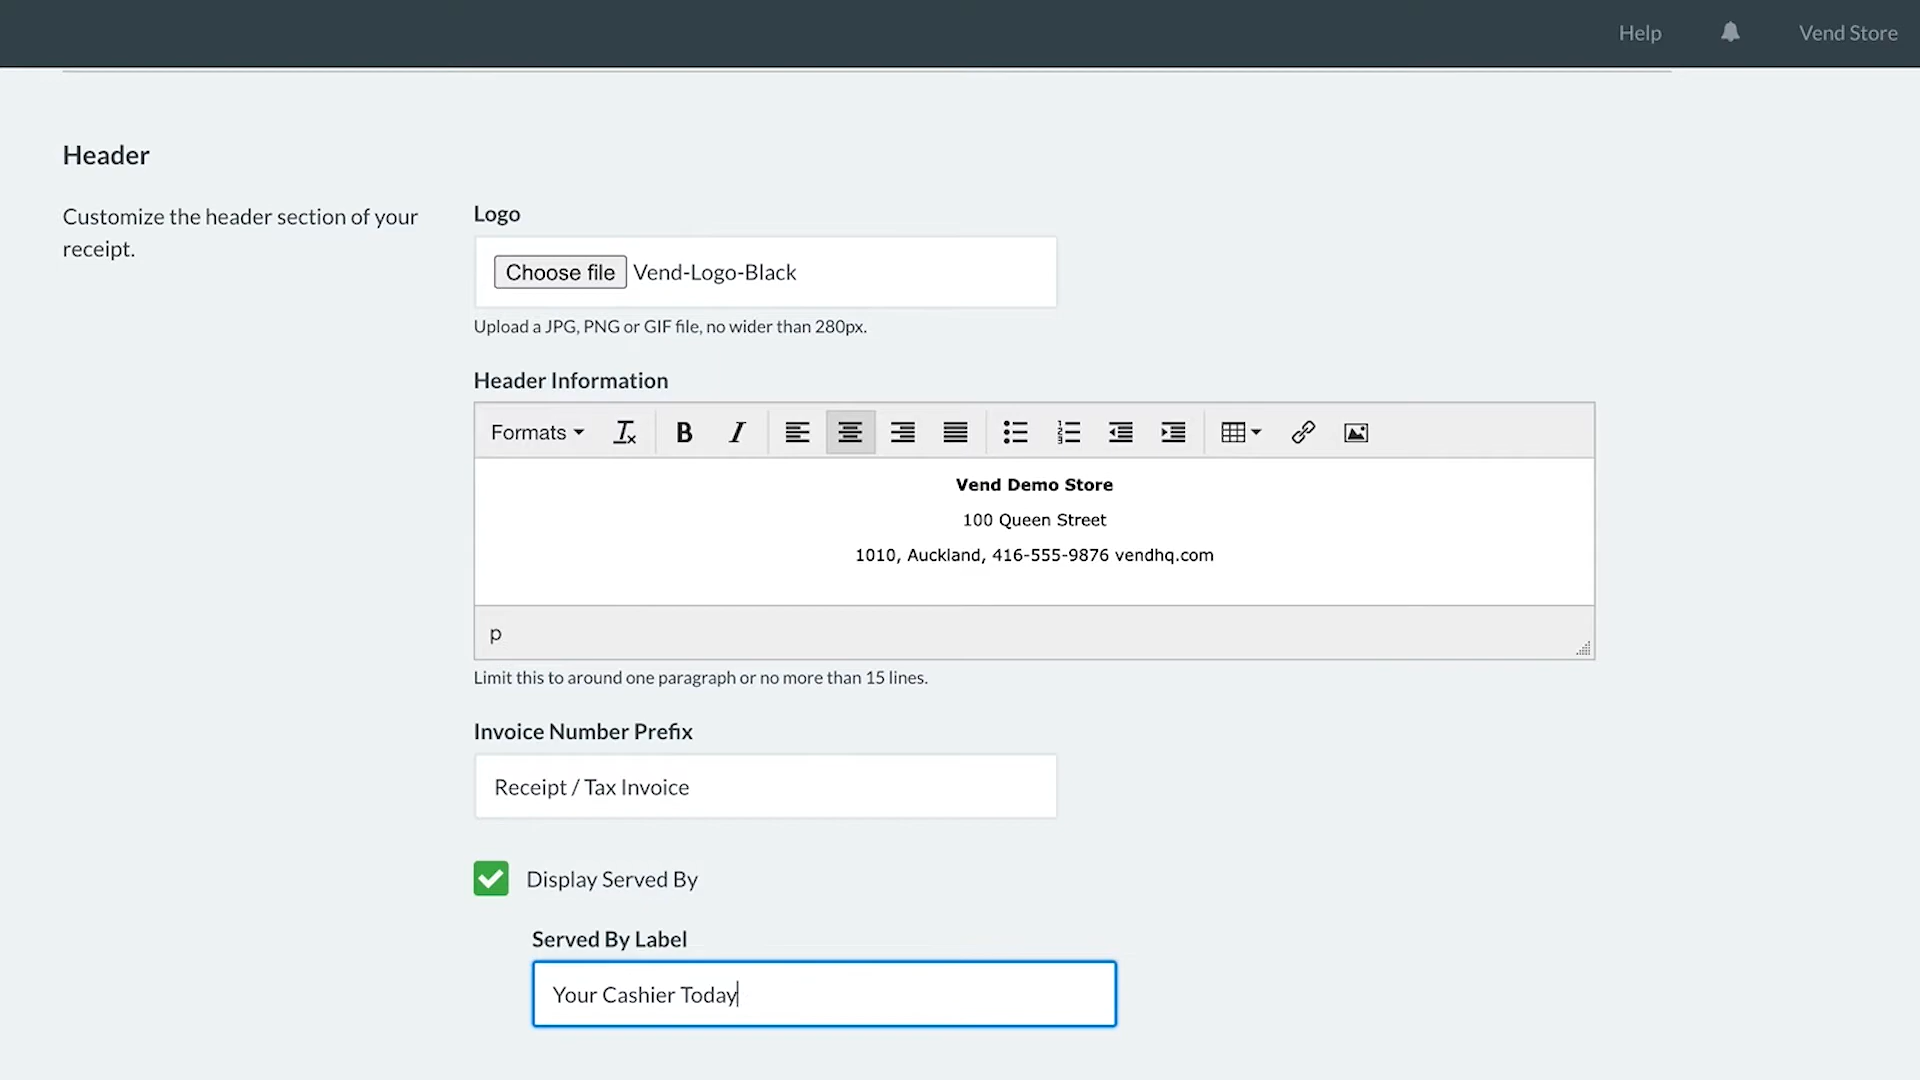 Help
Vend Store
Header
Customize the header section of your
receipt.
Logo
Choose file Vend-Logo-Black
Upload a JPG, PNG or GIF file, no wider than 280px.
Header Information
Formats
Vend Demo Store
100 Queen Street
1010, Auckland, 416-555-9876 vendhq.com
p
Limit this to around one paragraph or no more than 15 lines.
Invoice Number Prefix
Receipt / Tax Invoice
Display Served By
Served By Label
Your Cashier Today